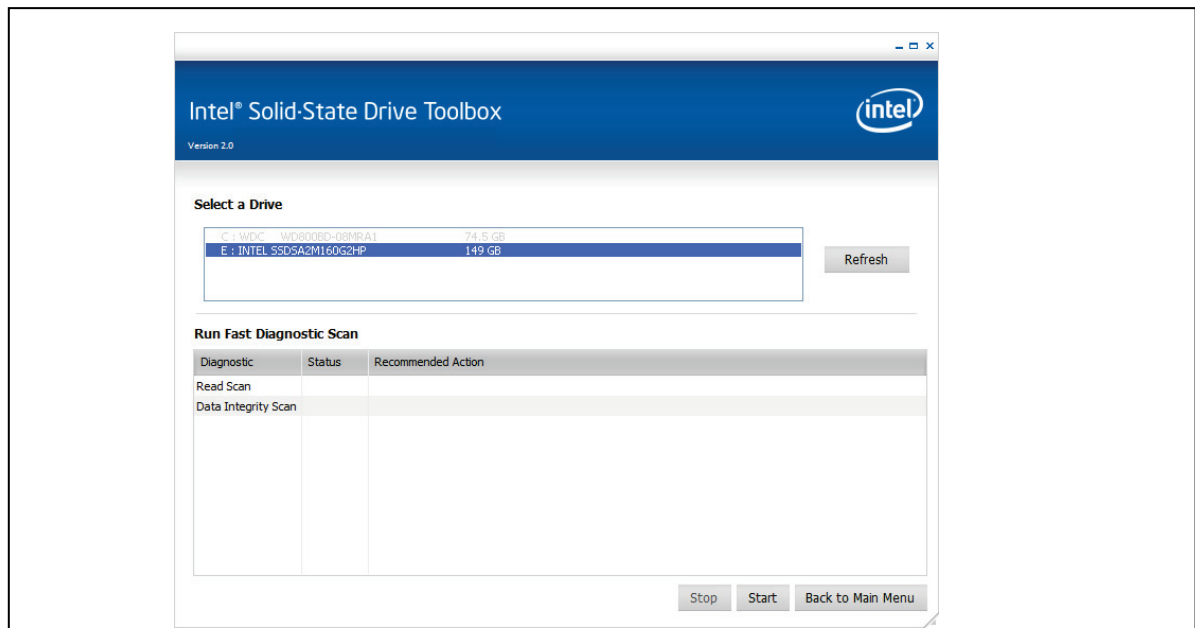 Intel® Solid-State Drive Toolbox
intel
Version 2.0
Select a Drive
C : WDC WD800BD-08MRA1 74.5 GB
E : INTEL SSDSA2M160G2HP 149 GB
Refresh
Run Fast Diagnostic Scan
Diagnostic Status Recommended Action
Read Scan
Data Integrity Scan
Stop Start Back to Main Menu